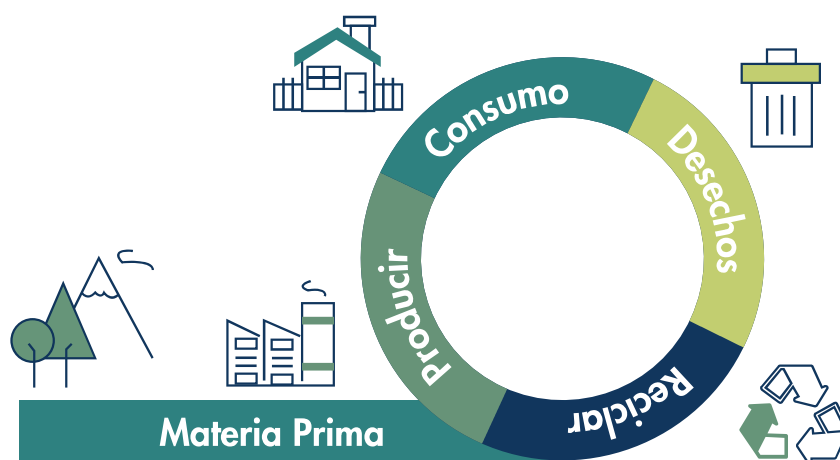 Consumo
Desechos
Producir
Reciclar
Materia Prima